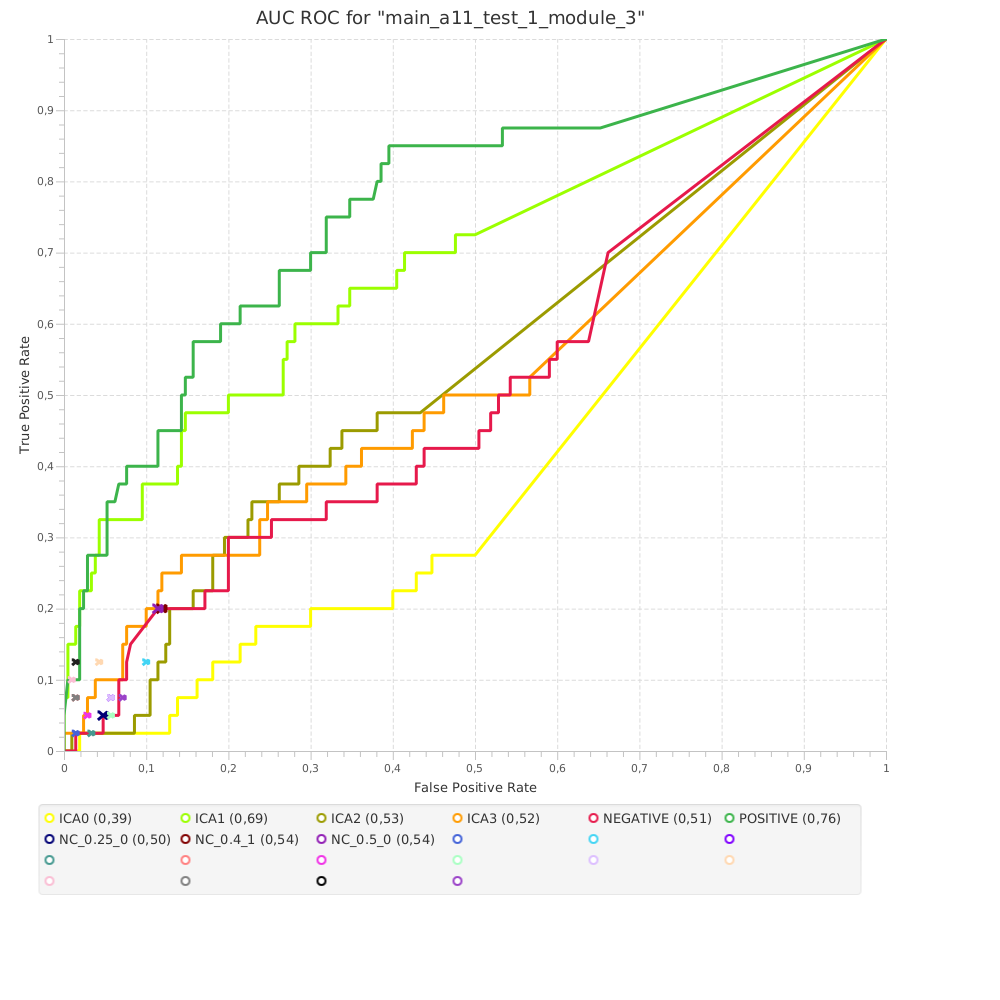 AUC ROC for "main_a11_test_1_module_3"
1
0,9
0,8
0,7
0,6
0,5
0,4
0,3
0,2
0,1
0
True Positive Rate
0 0,1 0,2 0,3 0,4 0,5 0,6 0,7 0,8 0,9 1
False Positive Rate
ICA0 (0,39) ICA1 (0,69) ICA2 (0,53) ICA3 (0,52) NEGATIVE (0,51) POSITIVE (0,76)
NC_0.25_0 (0,50) NC_0.4_1 (0,54) NC_0.5_0 (0,54)